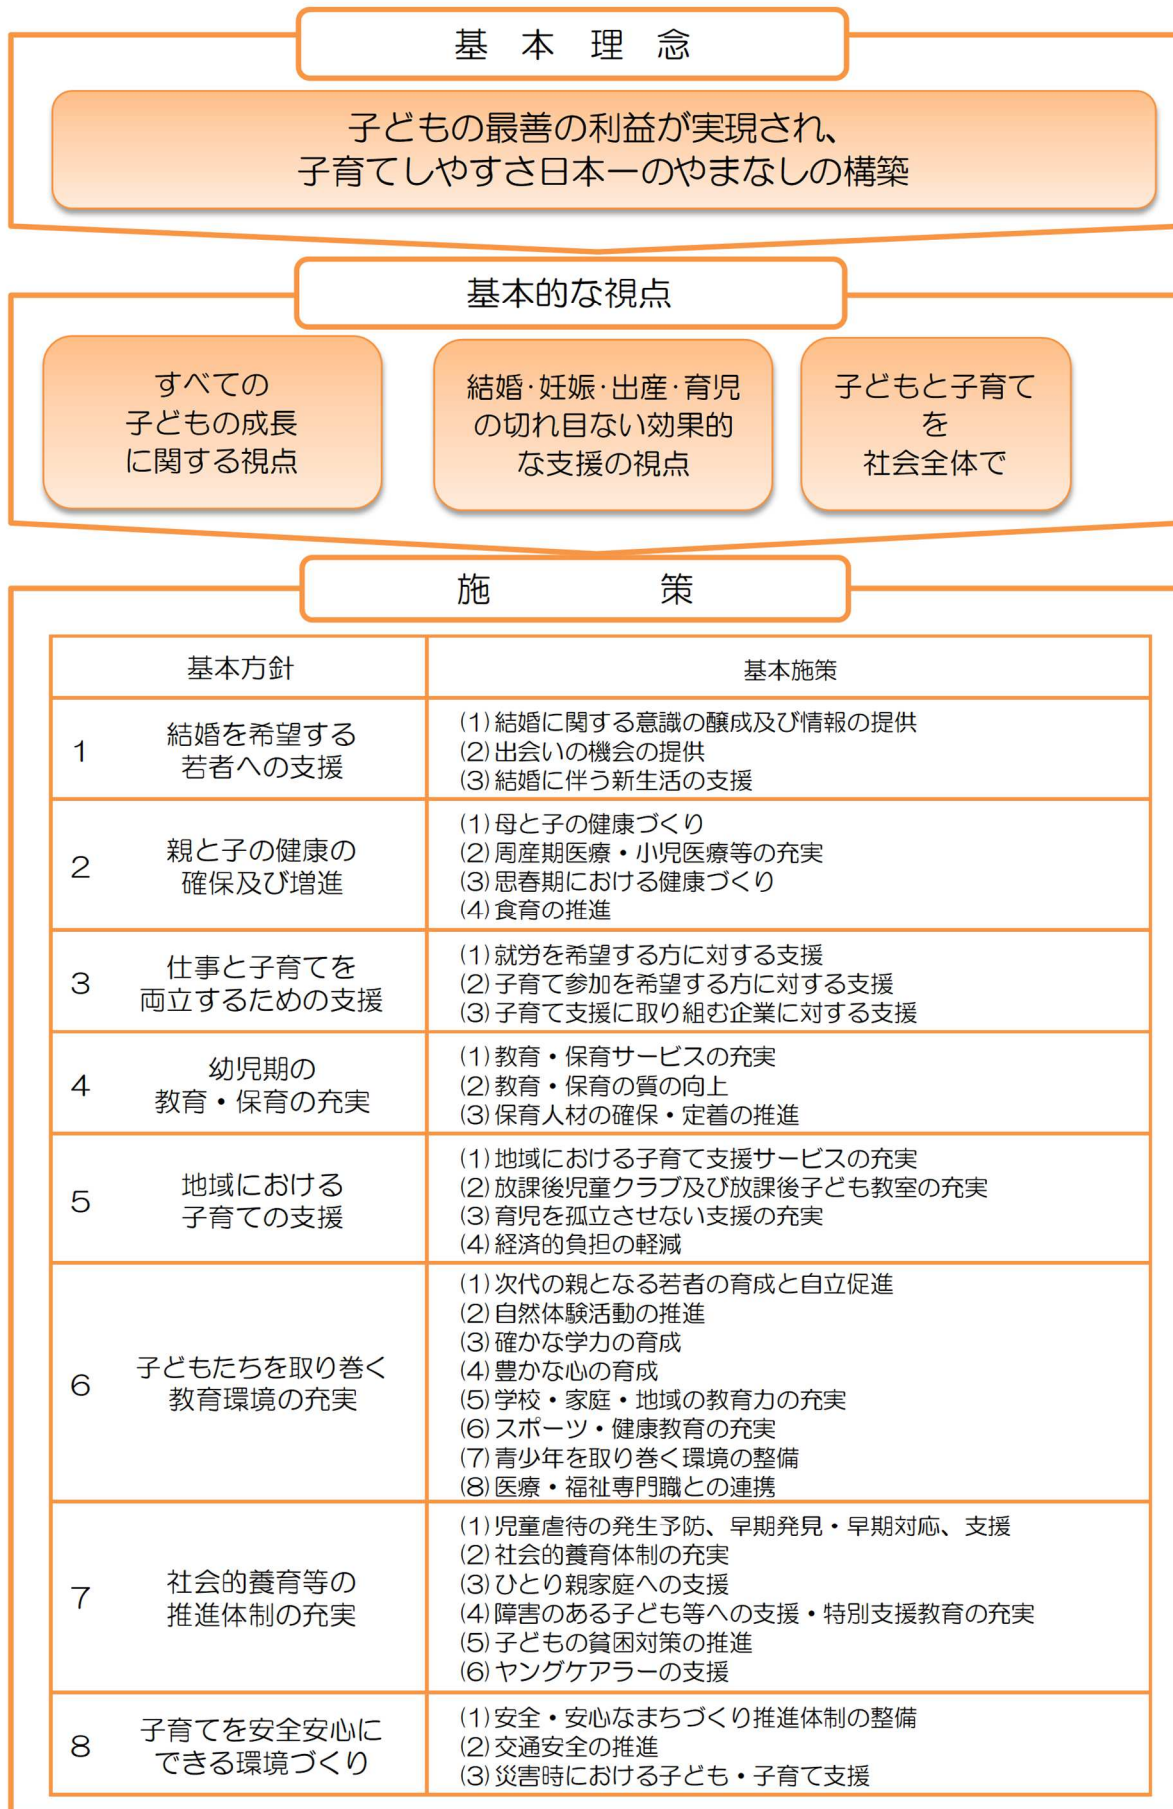 基本理念
子どもの最善の利益が実現され、
子育てしやすさ日本一のやまなしの構築
基本的な視点
すべての
子どもの成長
に関する視点
結婚・妊娠・出産・育児
の切れ目ない効果的
な支援の視点
子どもと子育て
を
社会全体で
施策
基本方針
基本施策
1
結婚を希望する
若者への支援
(1)結婚に関する意識の醸成及び情報の提供
(2)出会いの機会の提供
(3)結婚に伴う新生活の支援
2
親と子の健康の
確保及び増進
(1)母と子の健康づくり
(2)周産期医療・小児医療等の充実
(3)思春期における健康づくり
(4)食育の推進
3
仕事と子育てを
両立するための支援
(1)就労を希望する方に対する支援
(2)子育て参加を希望する方に対する支援
(3)子育て支援に取り組む企業に対する支援
4
幼児期の
教育・保育の充実
(1)教育・保育サービスの充実
(2)教育・保育の質の向上
(3)保育人材の確保・定着の推進
5
地域における
子育ての支援
(1)地域における子育て支援サービスの充実
(2)放課後児童クラブ及び放課後子ども教室の充実
(3)育児を孤立させない支援の充実
(4)経済的負担の軽減
6
子どもたちを取り巻く
教育環境の充実
(1)次代の親となる若者の育成と自立促進
(2)自然体験活動の推進
(3)確かな学力の育成
(4)豊かな心の育成
(5)学校・家庭・地域の教育力の充実
(6)スポーツ・健康教育の充実
(7)青少年を取り巻く環境の整備
(8)医療・福祉専門職との連携
7
社会的養育等の
推進体制の充実
(1)児童虐待の発生予防、早期発見・早期対応、支援
(2)社会的養育体制の充実
(3)ひとり親家庭への支援
(4)障害のある子ども等への支援・特別支援教育の充実
(5)子どもの貧困対策の推進
(6)ヤングケアラーの支援
8
子育てを安全安心に
できる環境づくり
(1)安全・安心なまちづくり推進体制の整備
(2)交通安全の推進
(3)災害時における子ども・子育て支援